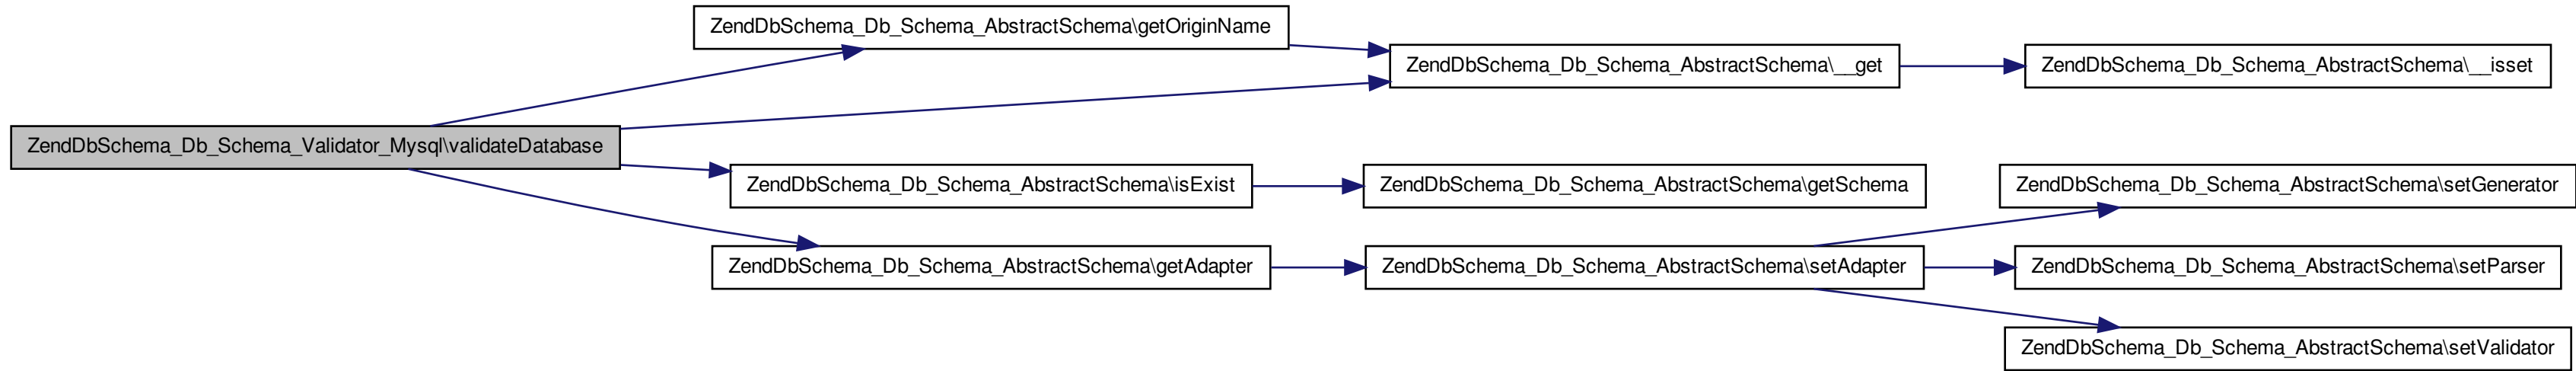 ZendDbSchema_Db_Schema_AbstractSchema\getOriginName
ZendDbSchema_Db_Schema_AbstractSchema\__get
ZendDbSchema_Db_Schema_AbstractSchema\__isset
ZendDbSchema_Db_Schema_Validator_Mysql\validateDatabase
ZendDbSchema_Db_Schema_AbstractSchema\isExist
ZendDbSchema_Db_Schema_AbstractSchema\getSchema
ZendDbSchema_Db_Schema_AbstractSchema\setGenerator
ZendDbSchema_Db_Schema_AbstractSchema\getAdapter
ZendDbSchema_Db_Schema_AbstractSchema\setAdapter
ZendDbSchema_Db_Schema_AbstractSchema\setParser
ZendDbSchema_Db_Schema_AbstractSchema\setValidator